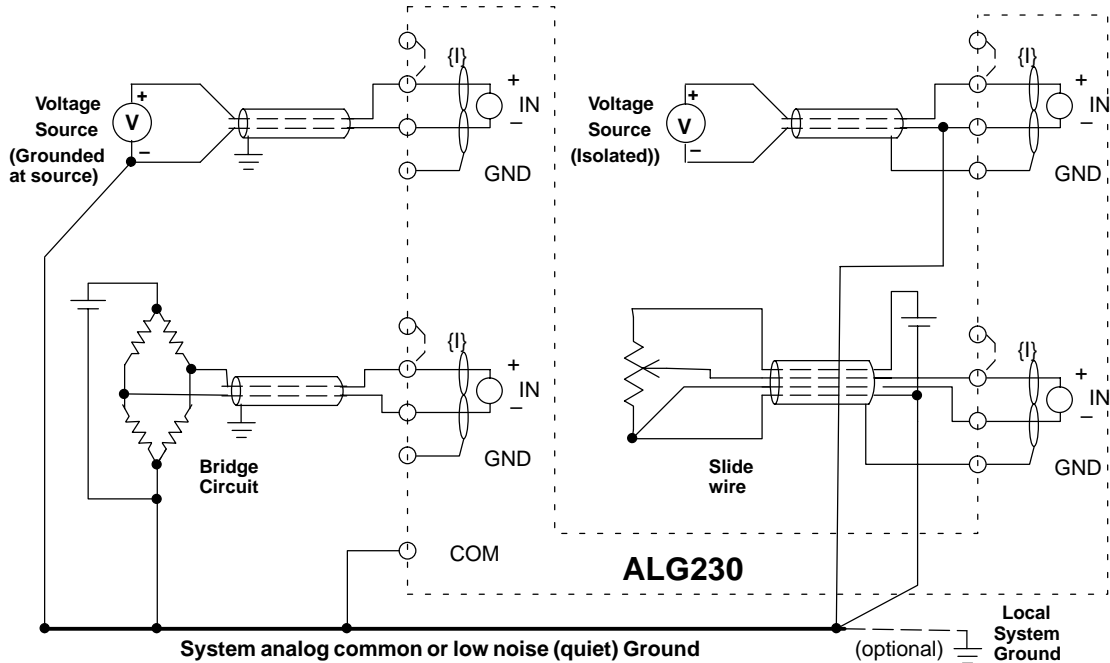 {I}
+
IN
−
GND
Voltage
Source
(Grounded
at source)
+
V
−
{I}
+
IN
−
GND
Voltage
Source
(Isolated))
+
V
−
{I}
+
IN
−
GND
Bridge
Circuit
{I}
+
IN
−
GND
Slide
wire
COM
ALG230
System analog common or low noise (quiet) Ground
(optional)
Local
System
Ground